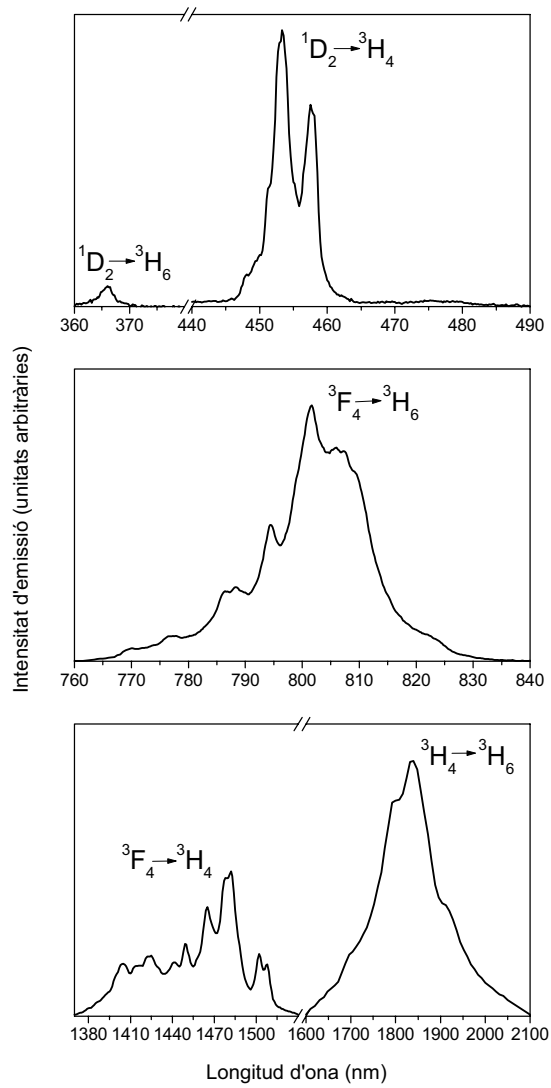 ¹D₂→³H₄
¹D₂→³H₆
360 370 440 450 460 470 480 490
³F₄→³H₆
760 770 780 790 800 810 820 830 840
³H₄→³H₆
³F₄→³H₄
1380 1410 1440 1470 1500 1600 1700 1800 1900 2000 2100
Intensitat d'emissió (unitats arbitràries)
Longitud d'ona (nm)